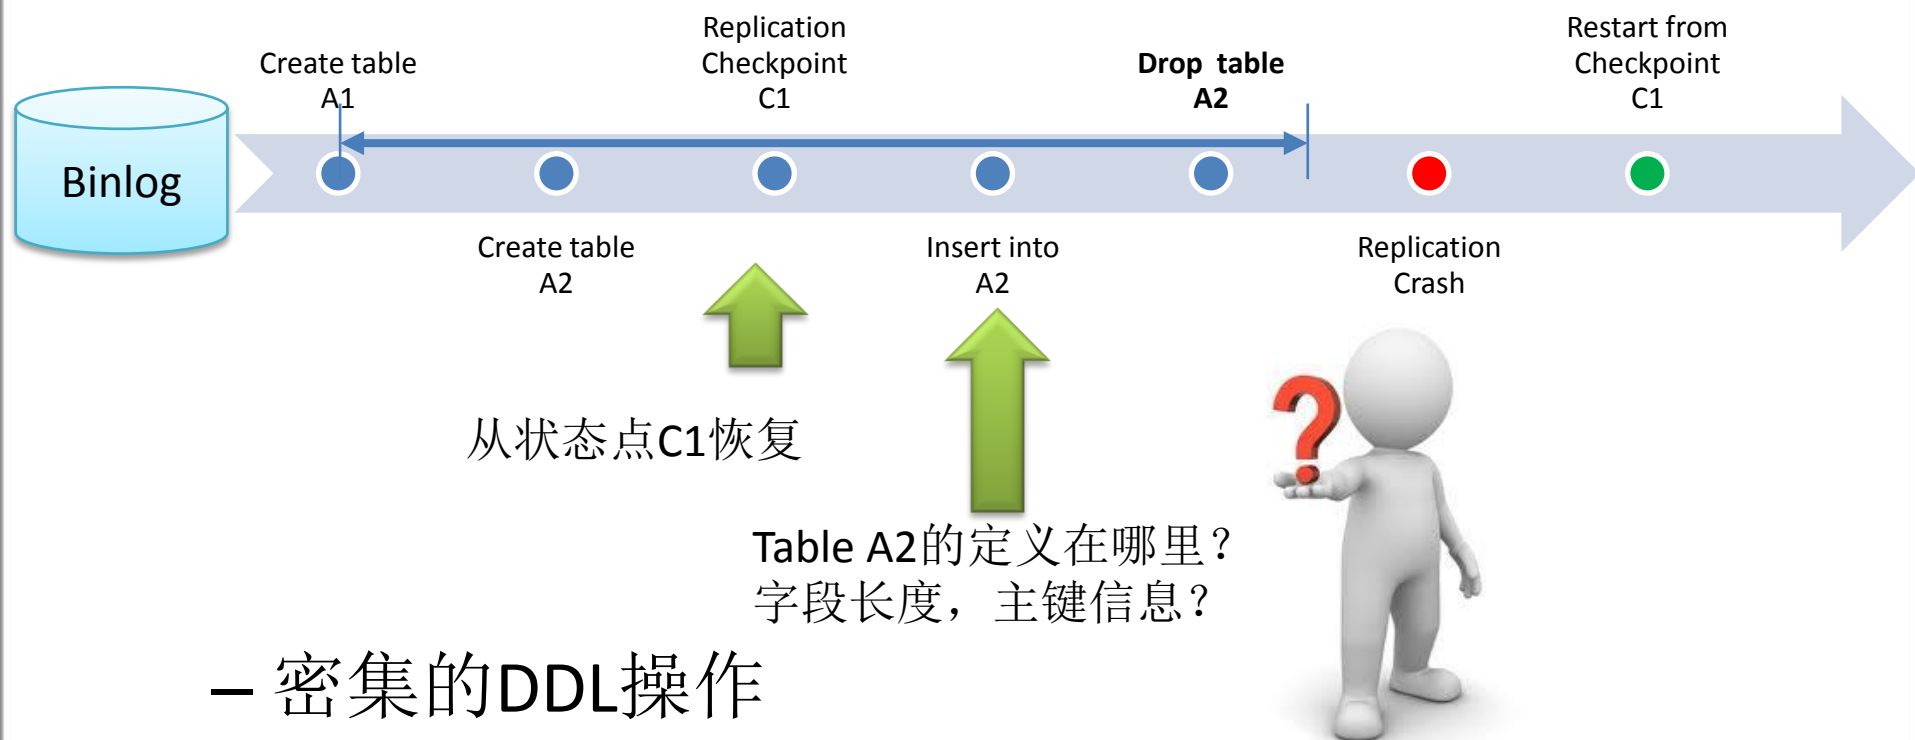 Create table
A1
Replication
Checkpoint
C1
Drop table
A2
Restart from
Checkpoint
C1
Binlog
Create table
A2
Insert into
A2
Replication
Crash
从状态点C1恢复
Table A2的定义在哪里?
字段长度，主键信息?
– 密集的DDL操作
?